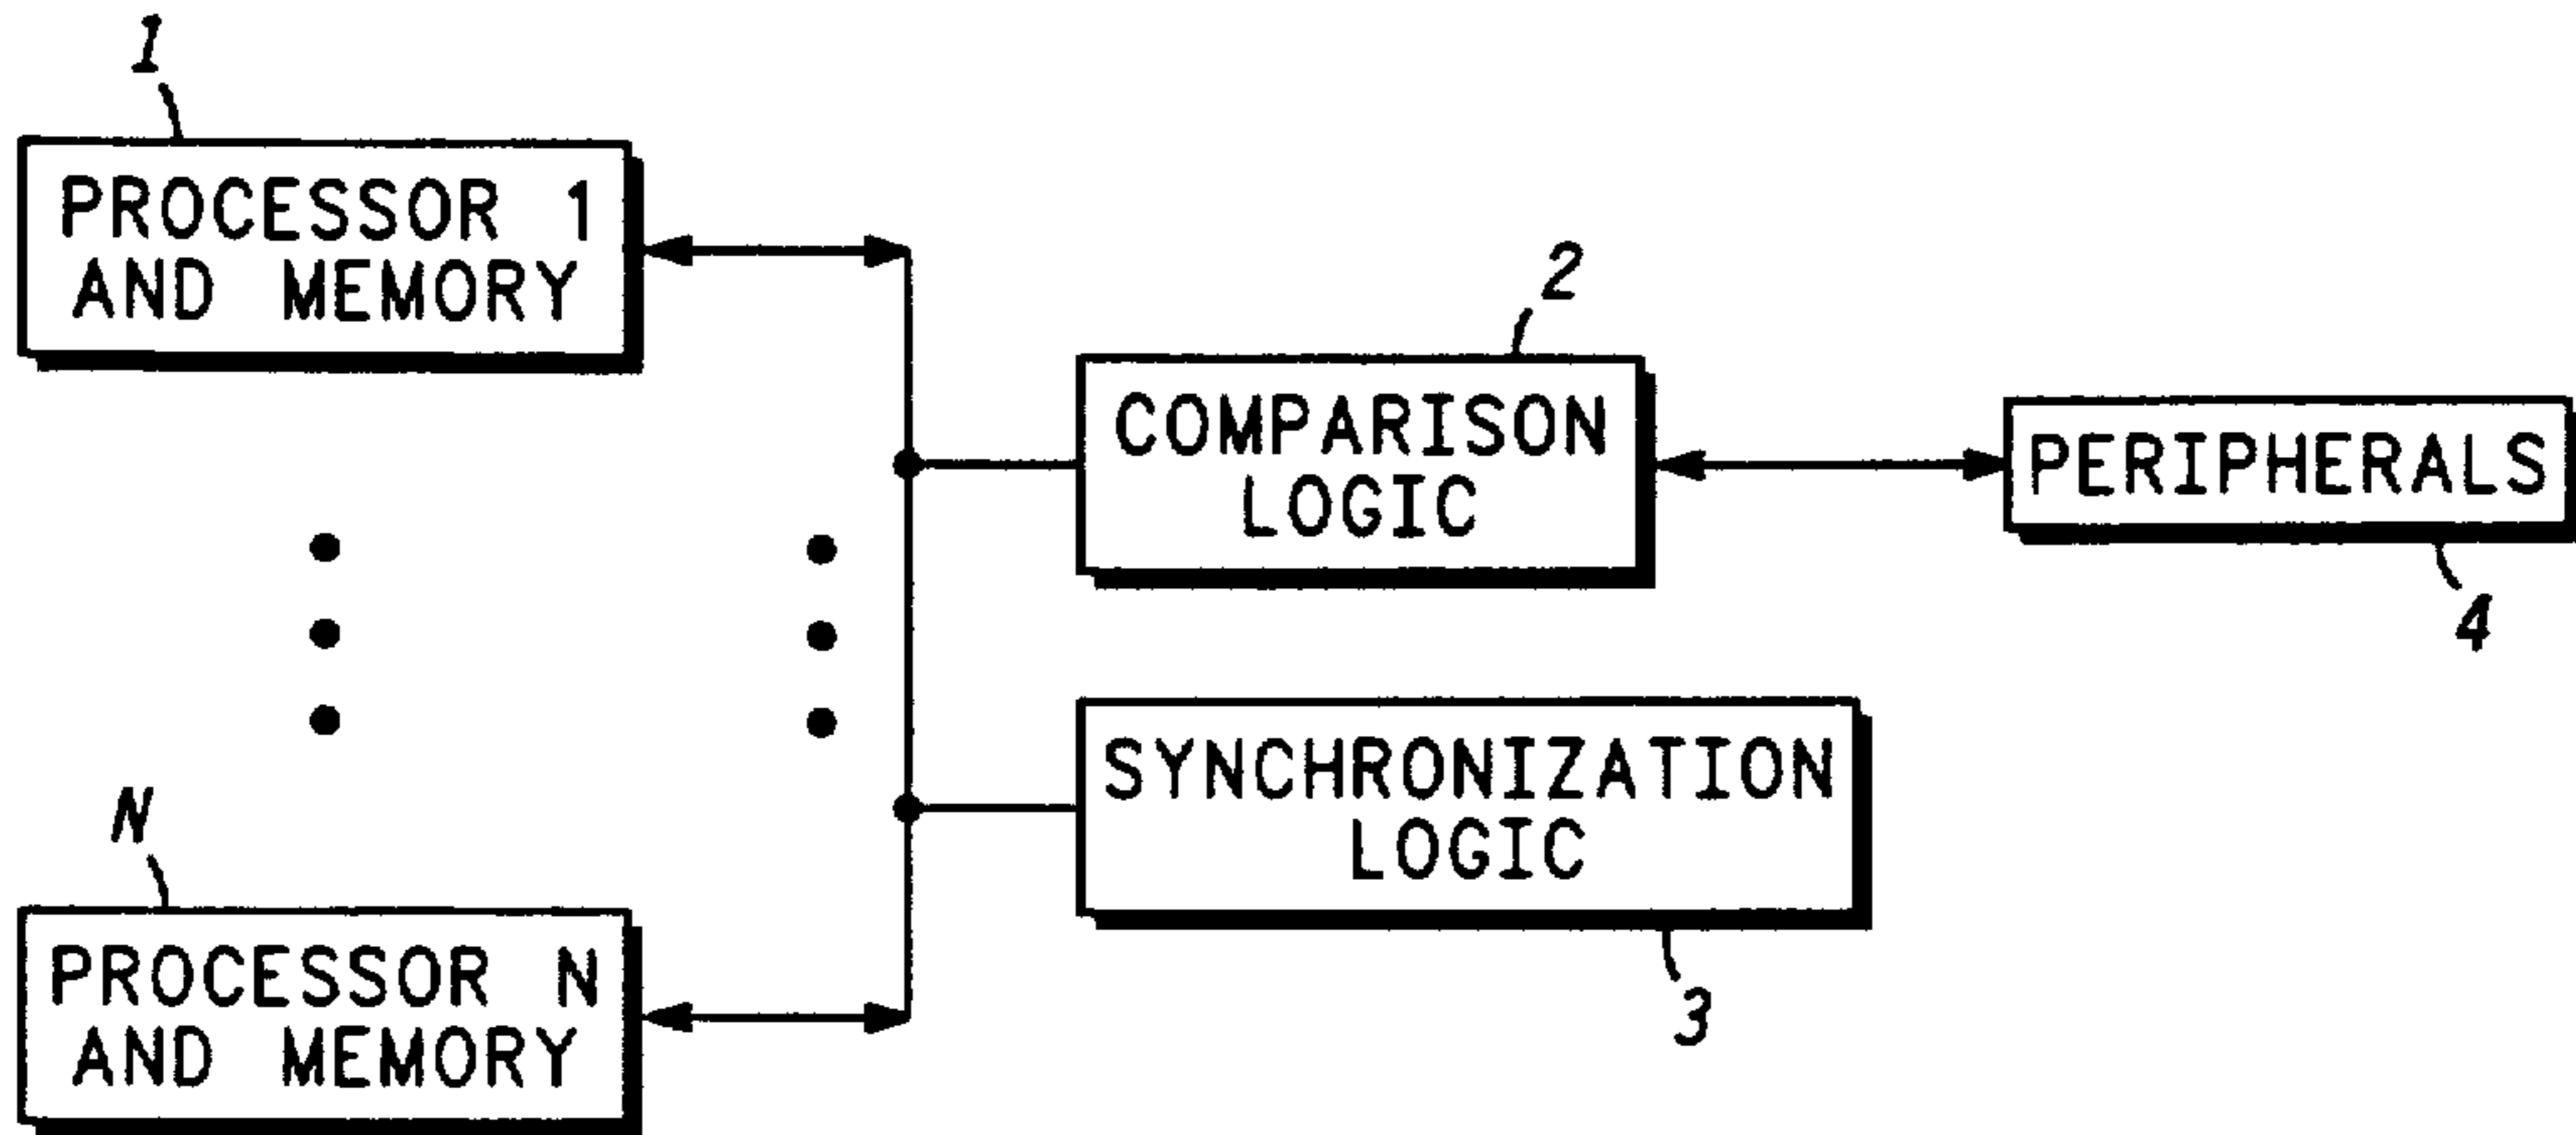 1
PROCESSOR 1
AND MEMORY
2
COMPARISON
LOGIC
PERIPHERALS
4
SYNCHRONIZATION
LOGIC
3
N
PROCESSOR N
AND MEMORY